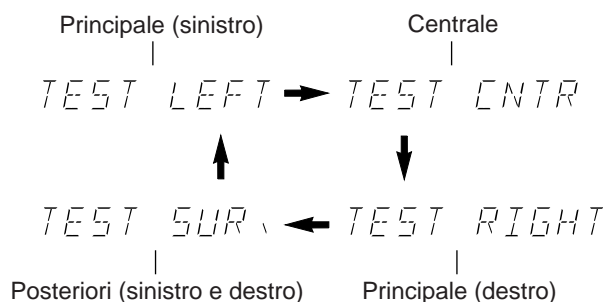 Principale (sinistro) Centrale
TEST LEFT TEST CNTR
TEST SUR. TEST RIGHT
Posteriori (sinistro e destro) Principale (destro)